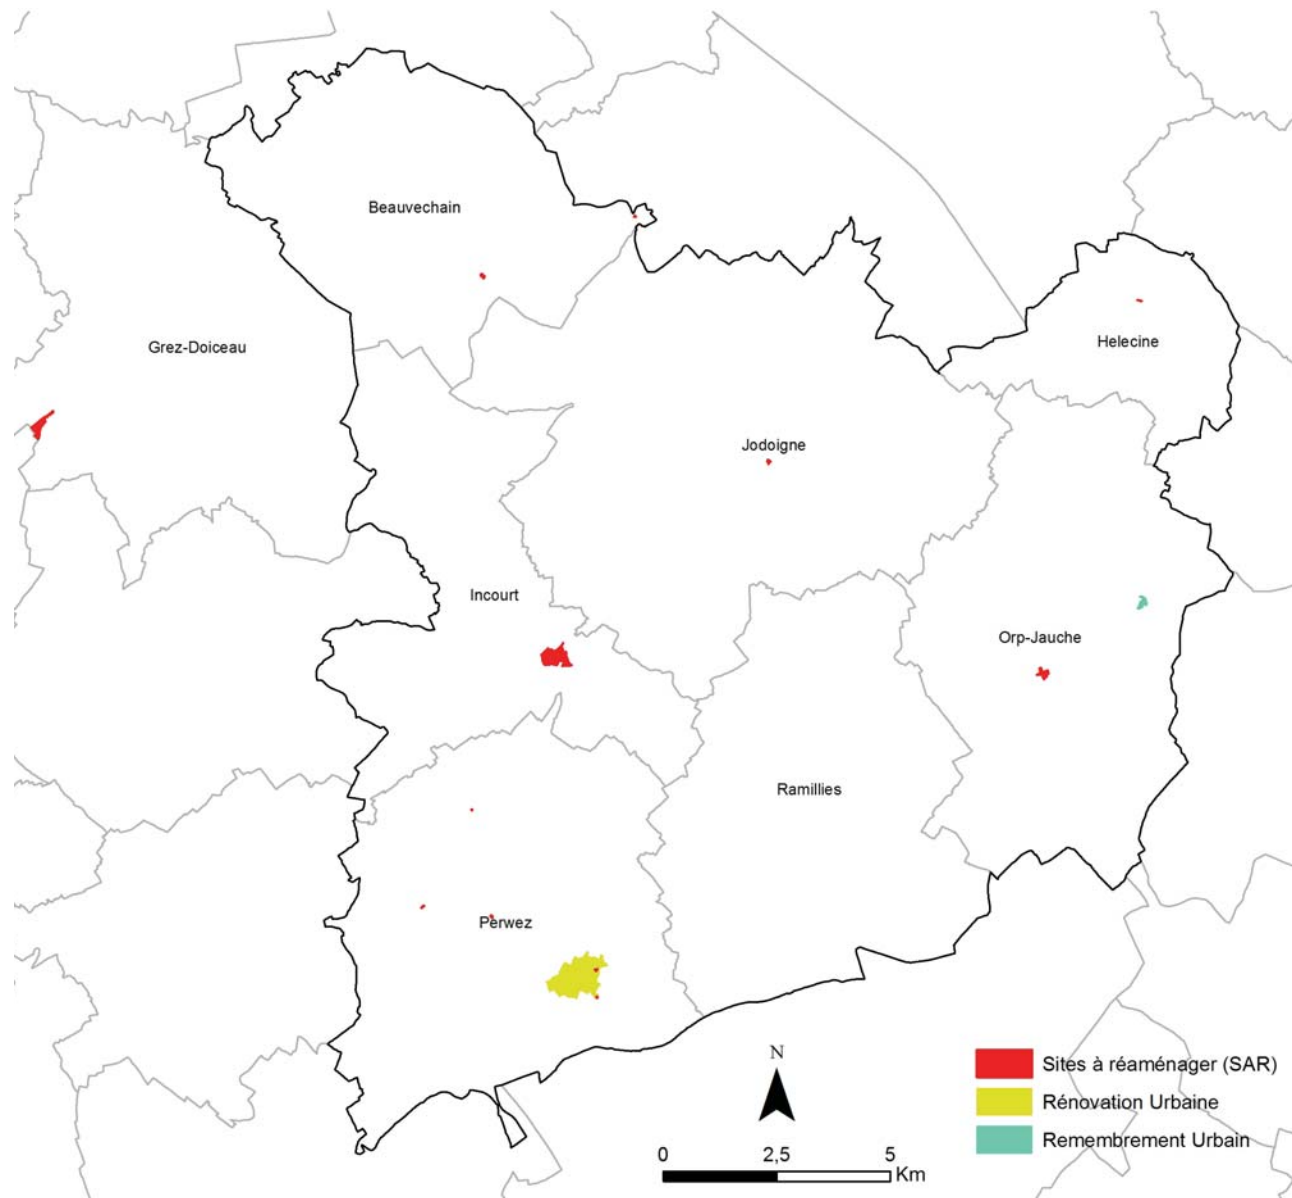 Beauvechain
Grez-Doiceau
Helecine
Jodoigne
Incourt
Orp-Jauche
Ramillies
Perwez
N
0 2,5 5
Km
Sites à réaménager (SAR)
Rénovation Urbaine
Remembrement Urbain